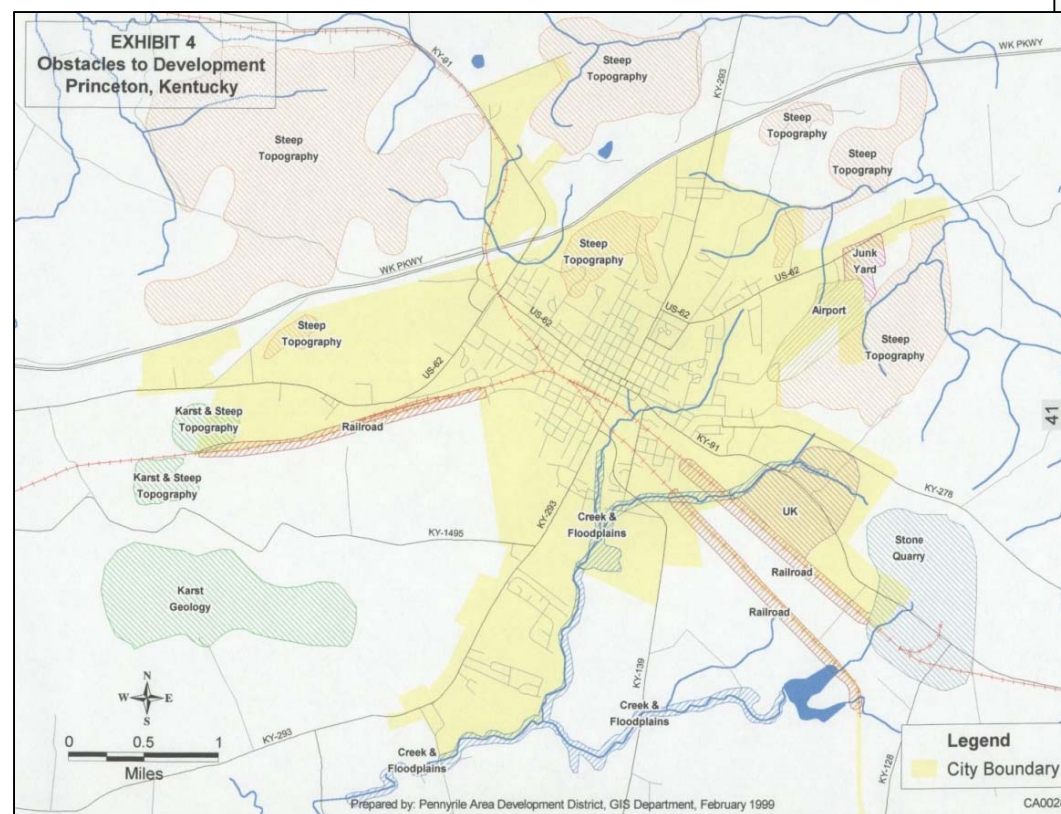 EXHIBIT 4
Obstacles to Development
Princeton, Kentucky
KY-91
Steep
Topography
KY-293
WK PKWY
Steep
Topography
Steep
Topography
Steep
Topography
Steep
Topography
Junk
Yard
WK PKWY
US-62
Airport
US-62
US-62
Steep
Topography
Steep
Topography
US-62
Karst & Steep
Topography
Railroad
41
KY-91
Karst & Steep
Topography
KY-278
KY-293
Creek &
Floodplains
UK
KY-1495
Stone
Quarry
Karst
Geology
Railroad
Railroad
N
W
E
S
KY-139
Creek &
Floodplains
KY-293
0
0.5
1
Miles
Creek &
Floodplains
KY-128
Legend
City Boundary
Prepared by: Pennyrile Area Development District, GIS Department, February 1999